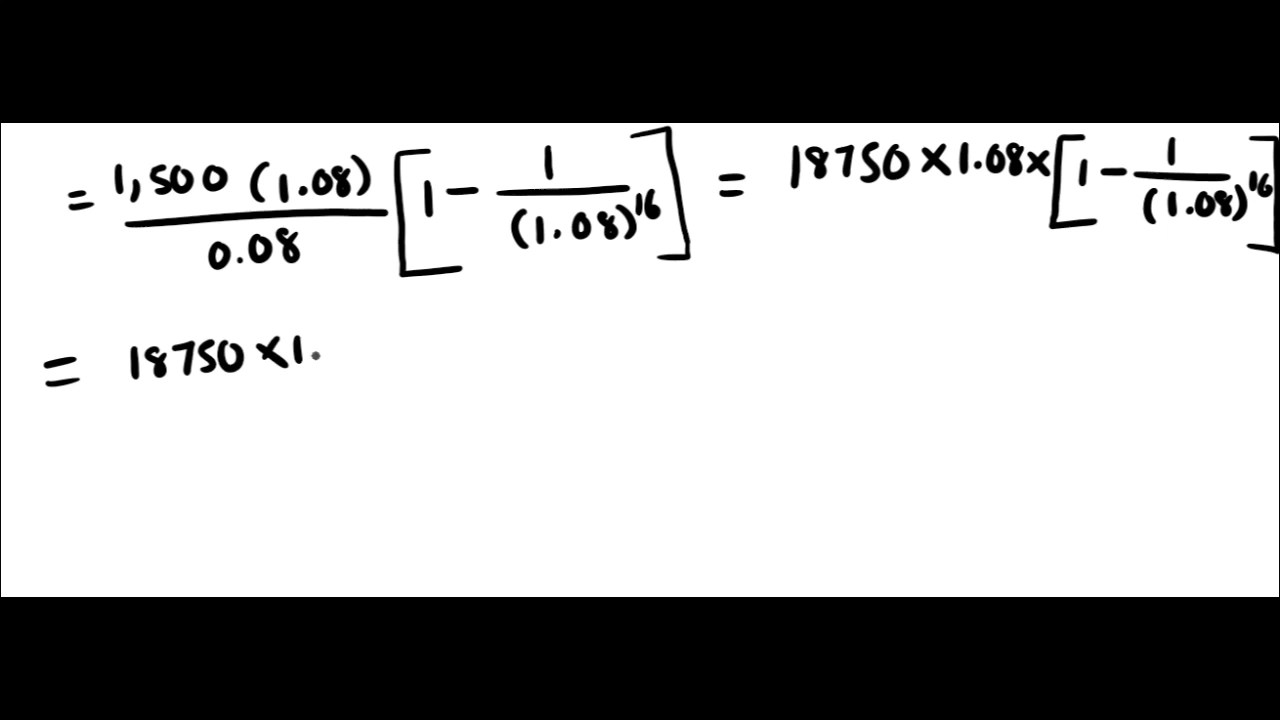 = 1,500 (1.08) / 0.08 [1 - 1 / (1.08)^16] = 18750 × 1.08 × [1 - 1 / (1.08)^16]
= 18750 × 1.